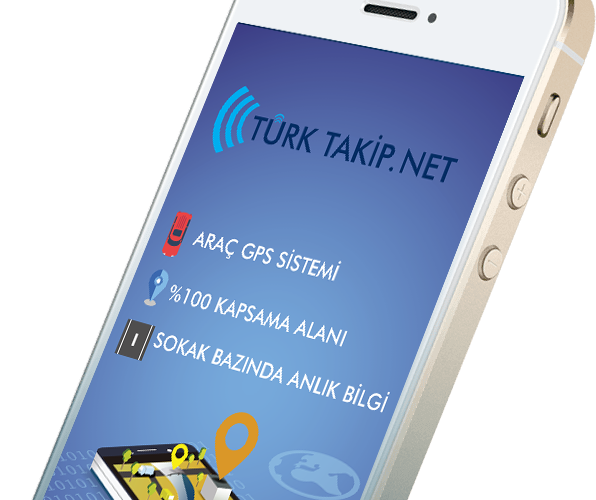 TÜRK TAKİP.NET
ARAÇ GPS SİSTEMİ
%100 KAPSAMA ALANI
SOKAK BAZINDA ANLIK BİLGİ